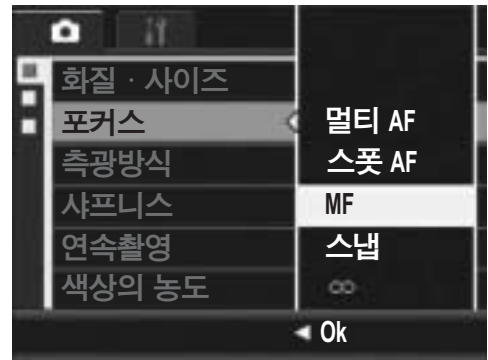 화질 · 사이즈
포커스
측광방식
샤프니스
연속촬영
색상의 농도
멀티 AF
스폿 AF
MF
스냅
∞
◀ Ok